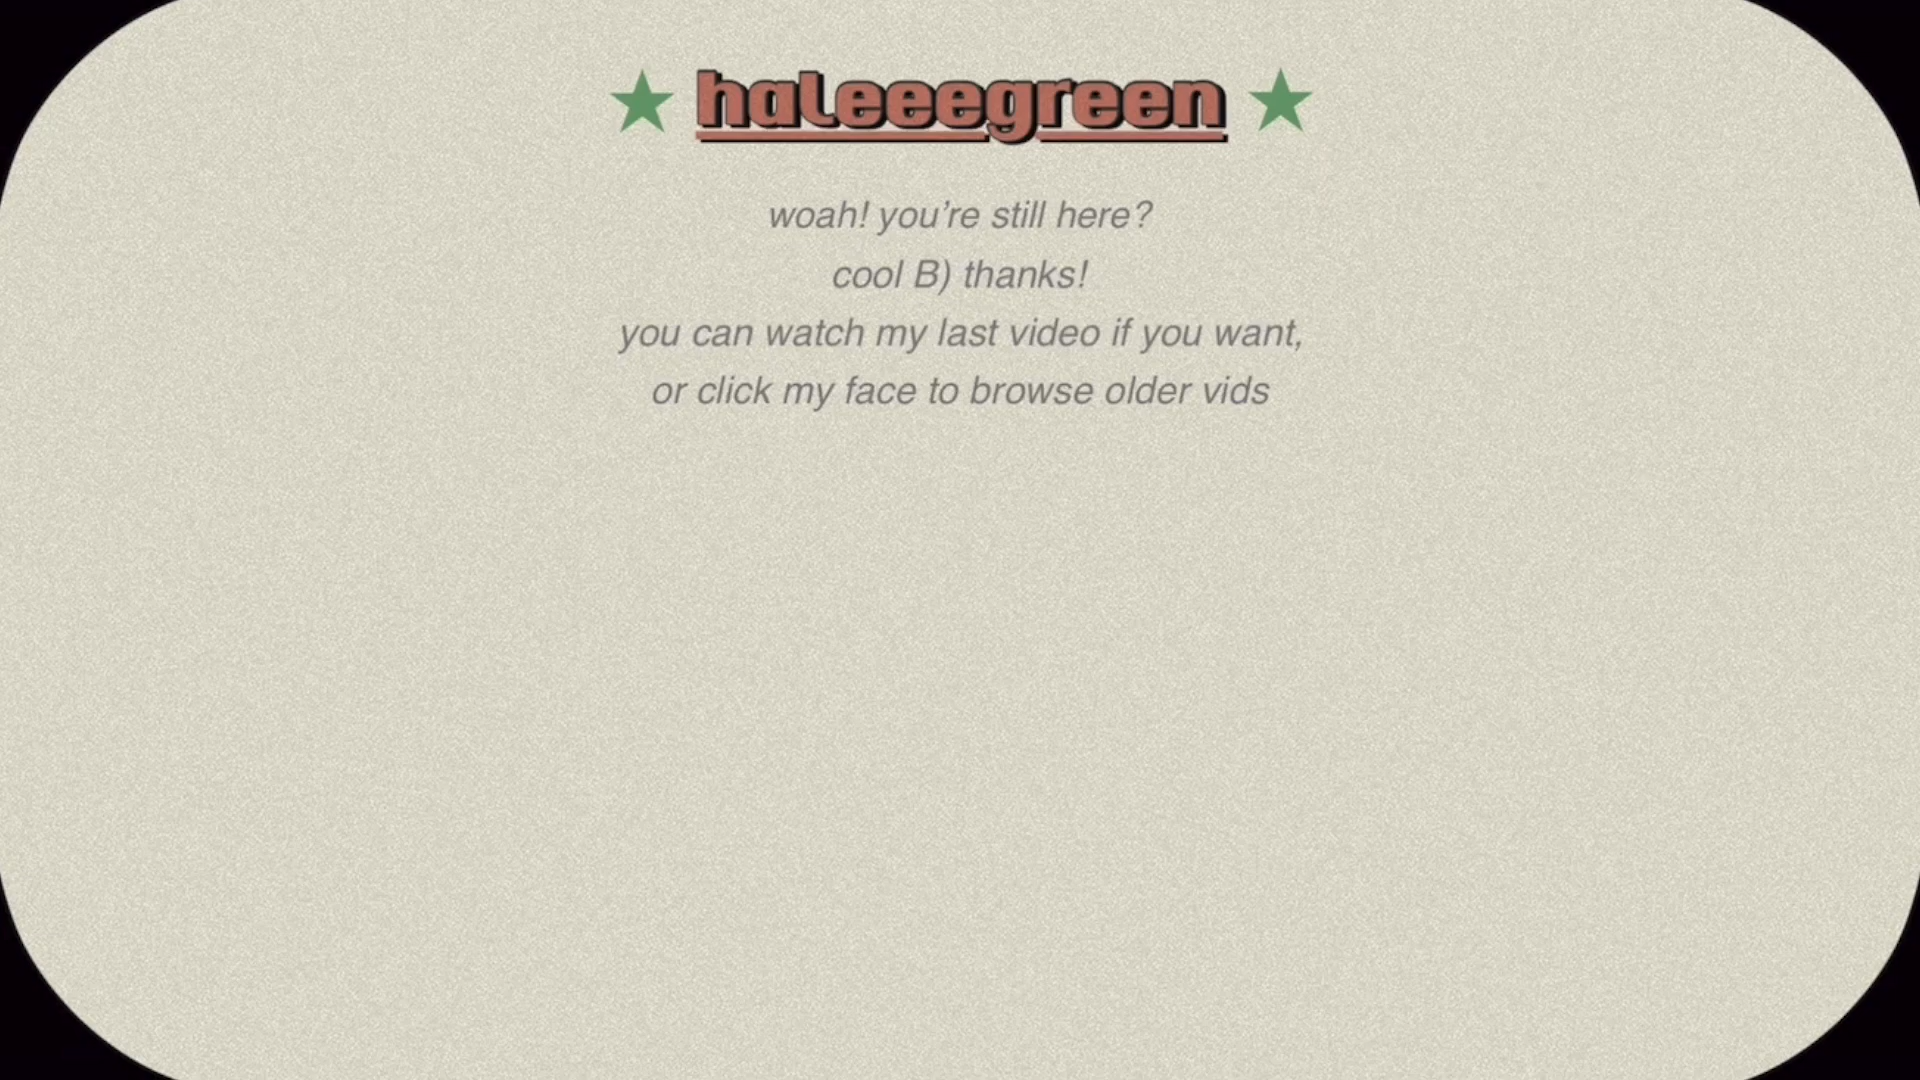 haleeegreen
woah! you're still here?
cool B) thanks!
you can watch my last video if you want,
or click my face to browse older vids